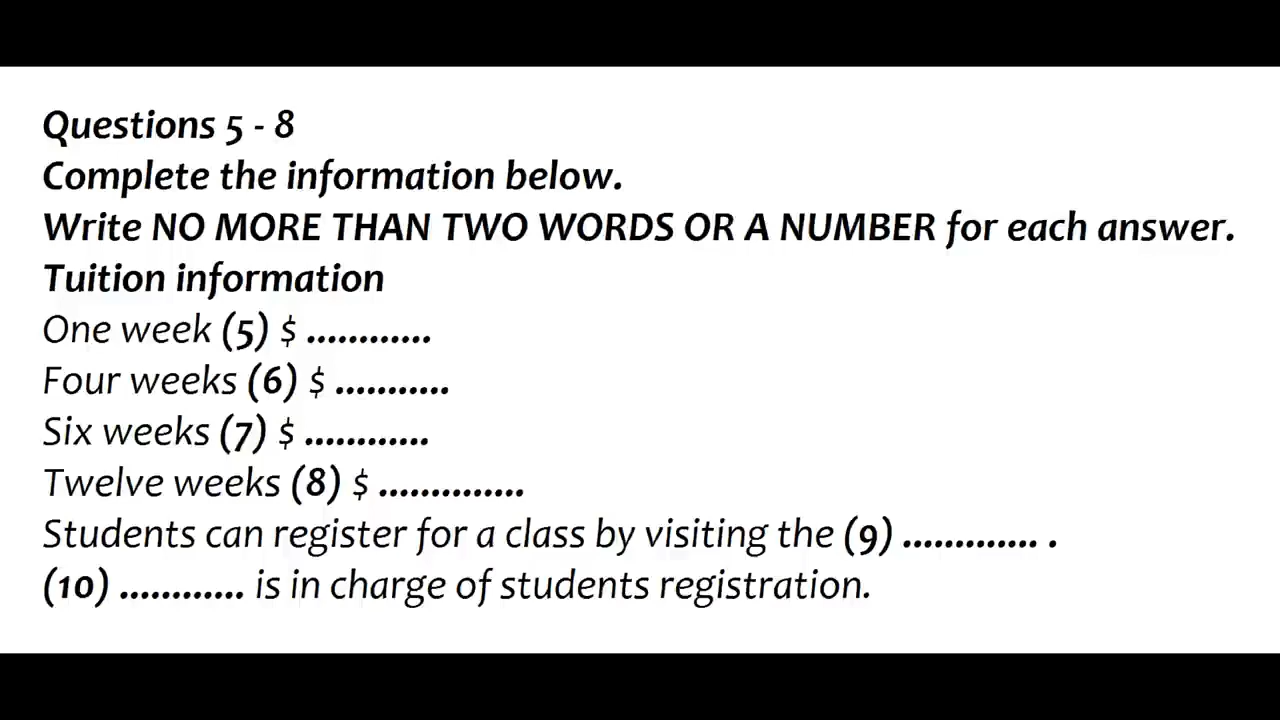 Questions 5 - 8
Complete the information below.
Write NO MORE THAN TWO WORDS OR A NUMBER for each answer.
Tuition information
One week (5) $ ............
Four weeks (6) $ ...........
Six weeks (7) $ ............
Twelve weeks (8) $ ..............
Students can register for a class by visiting the (9) ............. .
(10) ............ is in charge of students registration.